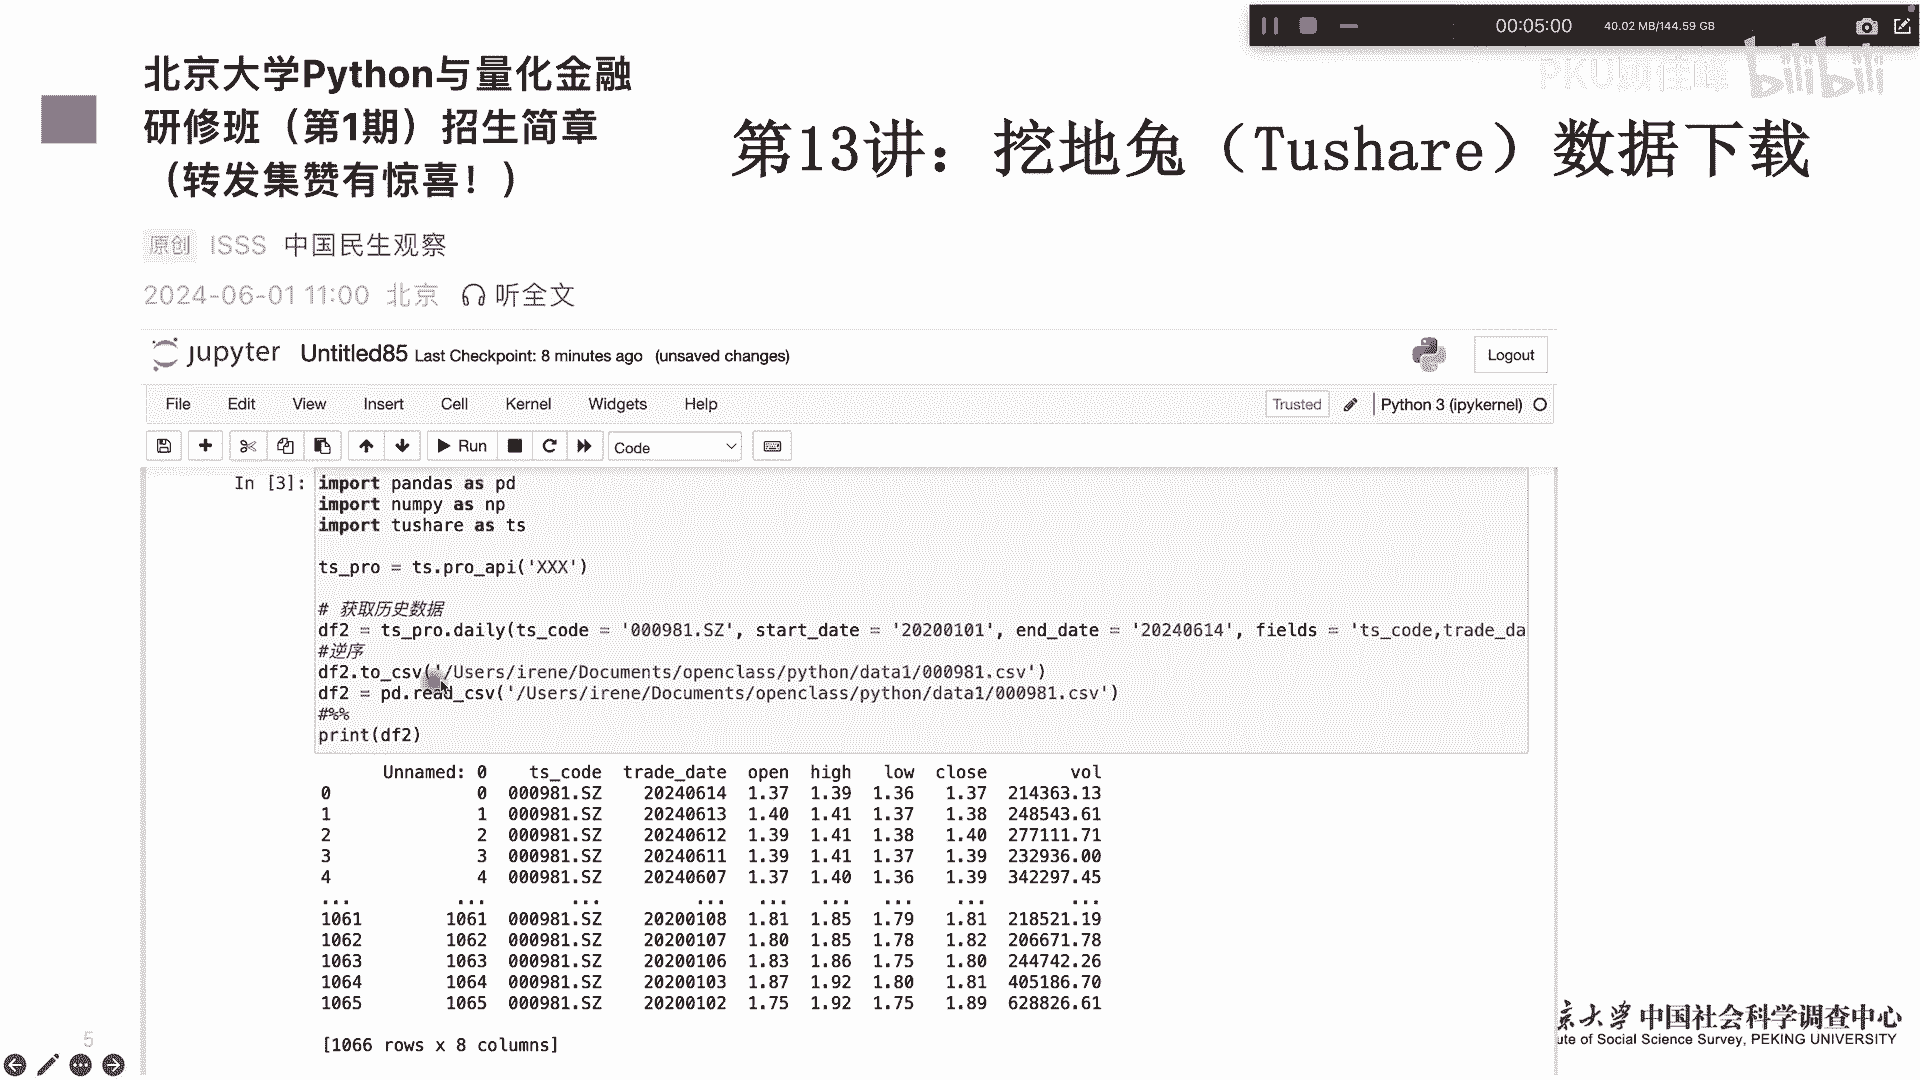 00:05:00 40.02 MB/144.59 GB
PKU顾佳峰 bilibili
北京大学Python与量化金融
研修班（第1期）招生简章
（转发集赞有惊喜！）
第13讲：挖地兔（Tushare）数据下载
原创 ISSS 中国民生观察
2024-06-01 11:00 北京 听全文
jupyter Untitled85 Last Checkpoint: 8 minutes ago (unsaved changes)
Logout
File Edit View Insert Cell Kernel Widgets Help
Trusted Python 3 (ipykernel)
Run Code
In [3]: import pandas as pd
import numpy as np
import tushare as ts
ts_pro = ts.pro_api('XXX')
# 获取历史数据
df2 = ts_pro.daily(ts_code = '000981.SZ', start_date = '20200101', end_date = '20240614', fields = 'ts_code,trade_da
#逆序
df2.to_csv('/Users/irene/Documents/openclass/python/data1/000981.csv')
df2 = pd.read_csv('/Users/irene/Documents/openclass/python/data1/000981.csv')
#%%
print(df2)
Unnamed: 0 ts_code trade_date open high low close vol
0 0 000981.SZ 20240614 1.37 1.39 1.36 1.37 214363.13
1 1 000981.SZ 20240613 1.40 1.41 1.37 1.38 248543.61
2 2 000981.SZ 20240612 1.39 1.41 1.38 1.40 277111.71
3 3 000981.SZ 20240611 1.39 1.41 1.37 1.39 232936.00
4 4 000981.SZ 20240607 1.37 1.40 1.36 1.39 342297.45
... ... ... ... ... ... ... ... ...
1061 1061 000981.SZ 20200108 1.81 1.85 1.79 1.81 218521.19
1062 1062 000981.SZ 20200107 1.80 1.85 1.78 1.82 206671.78
1063 1063 000981.SZ 20200106 1.83 1.86 1.75 1.80 244742.26
1064 1064 000981.SZ 20200103 1.87 1.92 1.80 1.81 405186.70
1065 1065 000981.SZ 20200102 1.75 1.92 1.75 1.89 628826.61
[1066 rows x 8 columns]
京大学 中国社会科学调查中心
ute of Social Science Survey, PEKING UNIVERSITY
5